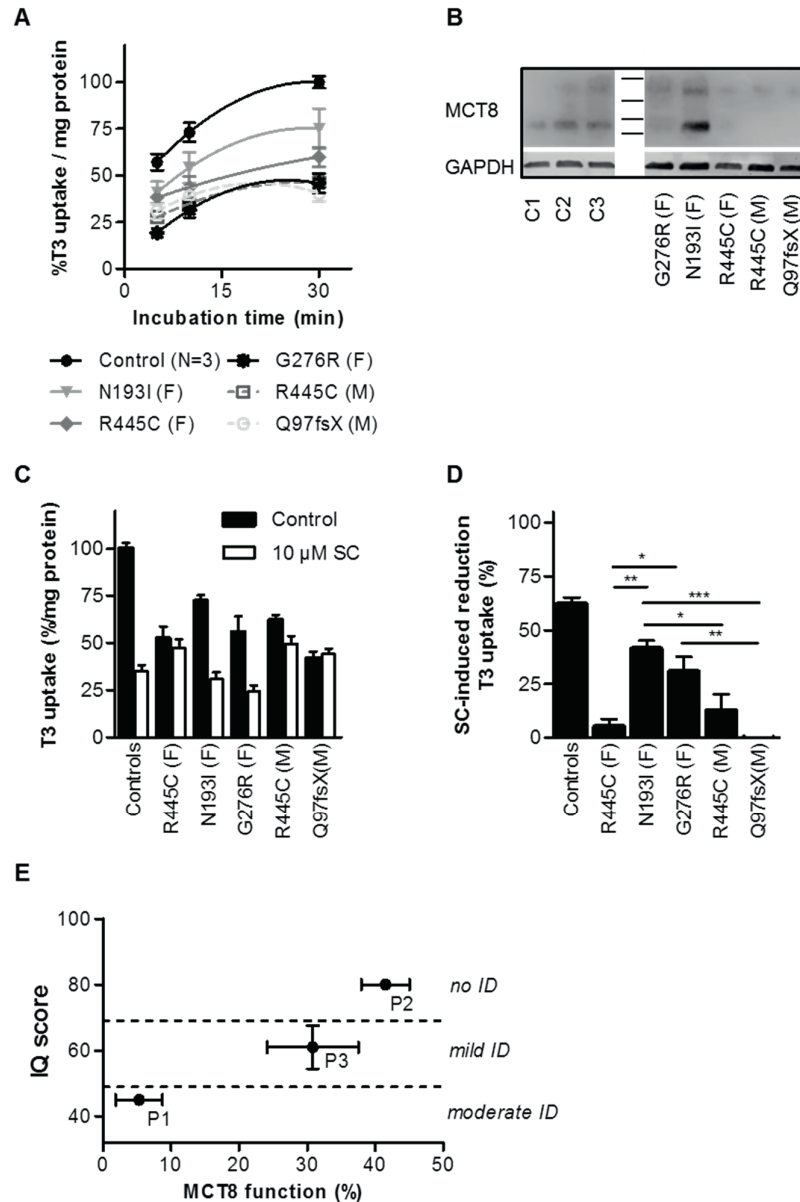 A
%T3 uptake / mg protein
100
75
50
25
0
0
15
30
Incubation time (min)
Control (N=3)
G276R (F)
N193I (F)
R445C (M)
R445C (F)
Q97fsX (M)
B
MCT8
GAPDH
C1
C2
C3
G276R (F)
N193I (F)
R445C (F)
R445C (M)
Q97fsX (M)
C
T3 uptake (%/mg protein)
100
75
50
25
0
Control
10 µM SC
Controls
R445C (F)
N193I (F)
G276R (F)
R445C (M)
Q97fsX(M)
D
SC-induced reduction
T3 uptake (%)
100
50
50
0
*
**
***
*
**
Controls
R445C (F)
N193I (F)
G276R (F)
R445C (M)
Q97fsX(M)
E
IQ score
100
80
60
40
P2
P3
P1
no ID
mild ID
moderate ID
0
10
20
30
40
50
MCT8 function (%)